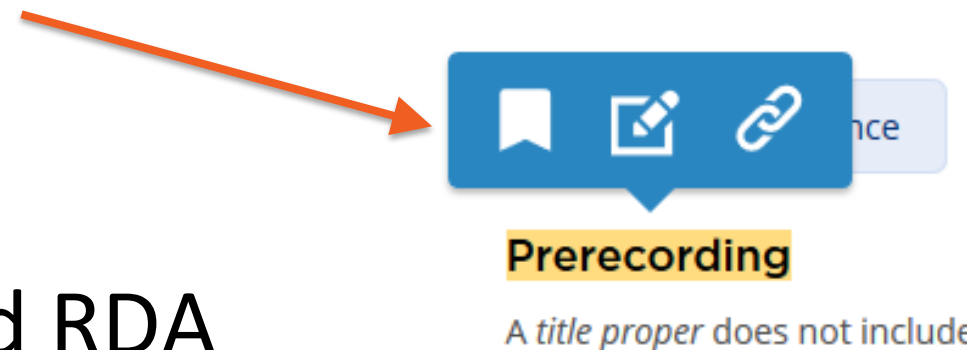 nce
Prerecording
d RDA
A title proper does not include